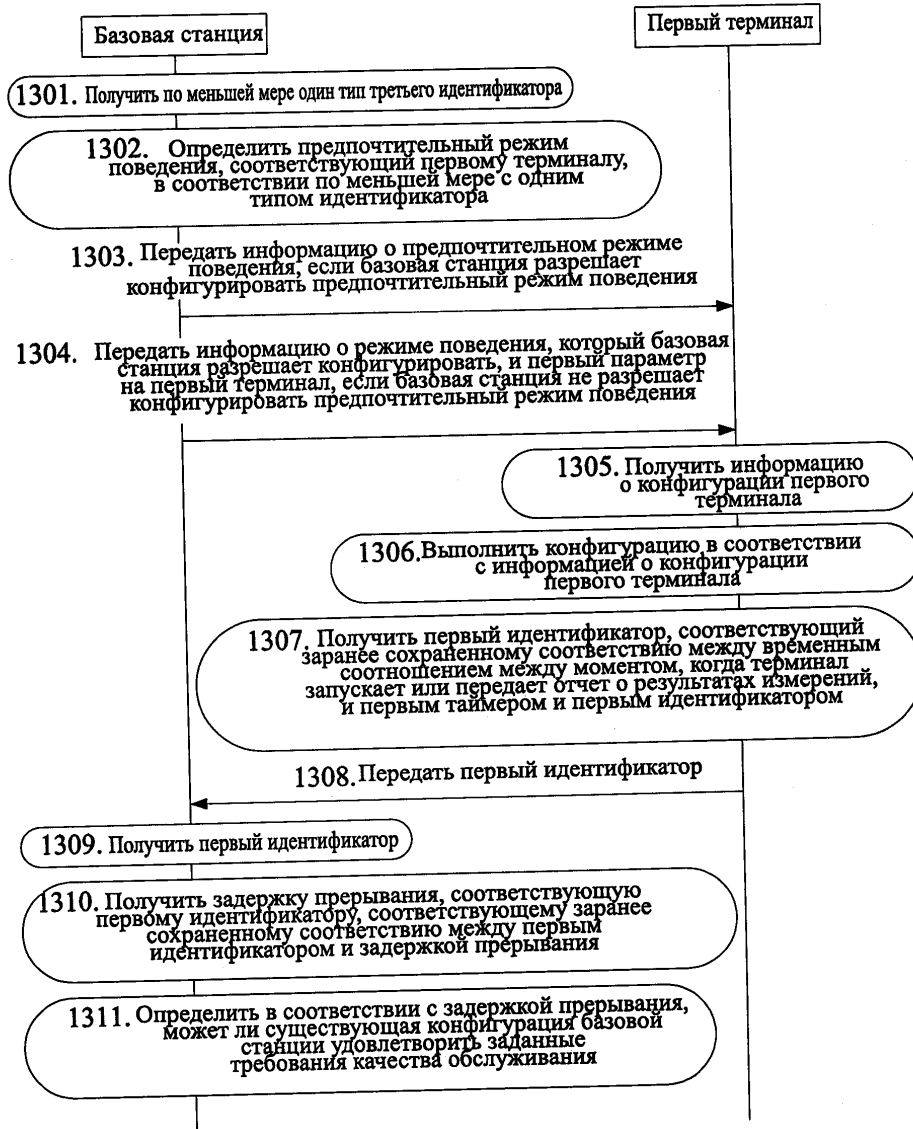 Базовая станция
Первый терминал
1301. Получить по меньшей мере один тип третьего идентификатора
1302. Определить предпочтительный режим
поведения, соответствующий первому терминалу,
в соответствии по меньшей мере с одним
типом идентификатора
1303. Передать информацию о предпочтительном режиме
поведения, если базовая станция разрешает
конфигурировать предпочтительный режим поведения
1304. Передать информацию о режиме поведения, который базовая
станция разрешает конфигурировать, и первый параметр
на первый терминал, если базовая станция не разрешает
конфигурировать предпочтительный режим поведения
1305. Получить информацию
о конфигурации первого
терминала
1306. Выполнить конфигурацию в соответствии
с информацией о конфигурации
первого терминала
1307. Получить первый идентификатор, соответствующий
заранее сохраненному соответствию между временным
соотношением между моментом, когда терминал
запускает или передает отчет о результатах измерений,
и первым таймером и первым идентификатором
1308. Передать первый идентификатор
1309. Получить первый идентификатор
1310. Получить задержку прерывания, соответствующую
первому идентификатору, соответствующему заранее
сохраненному соответствию между первым
идентификатором и задержкой прерывания
1311. Определить в соответствии с задержкой прерывания,
может ли существующая конфигурация базовой
станции удовлетворить заданные
требования качества обслуживания